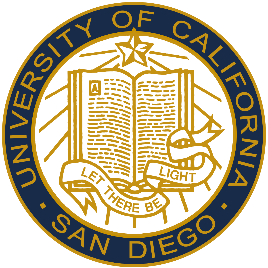 UNIVERSITY OF CALIFORNIA
· SAN DIEGO ·
A
LET THERE BE LIGHT